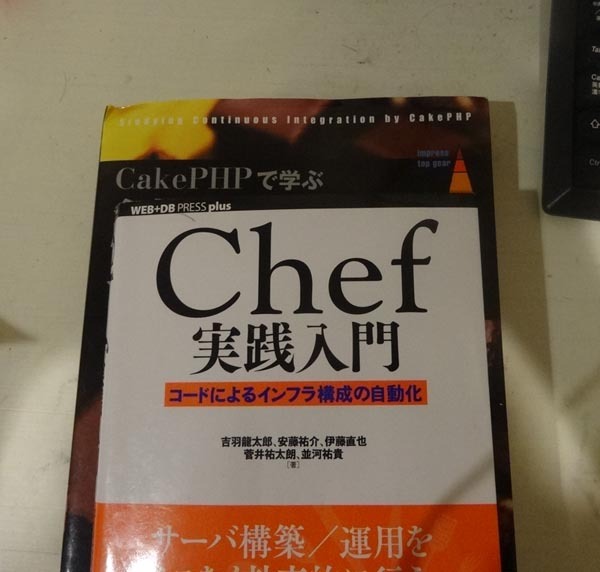 Studying Continuous Integration by CakePHP
impress
top gear
CakePHPで学ぶ
WEB+DB PRESS plus
Chef
実践入門
コードによるインフラ構成の自動化
吉羽龍太郎、安藤祐介、伊藤直也
菅井祐太朗、並河祐貴
[著]
サーバ構築／運用を